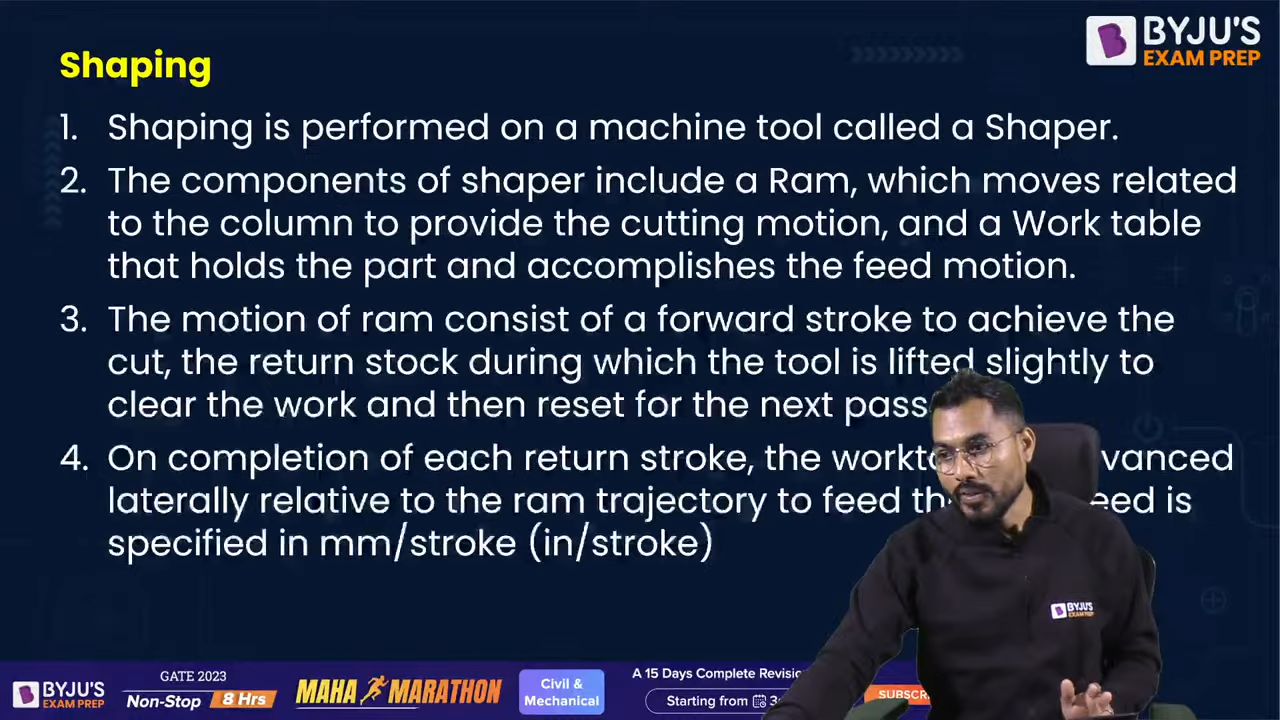 BYJU'S
EXAM PREP
Shaping
1. Shaping is performed on a machine tool called a Shaper.
2. The components of shaper include a Ram, which moves related
to the column to provide the cutting motion, and a Work table
that holds the part and accomplishes the feed motion.
3. The motion of ram consist of a forward stroke to achieve the
cut, the return stock during which the tool is lifted slightly to
clear the work and then reset for the next pass
4. On completion of each return stroke, the vanced
laterally relative to the ram trajectory to feed is
specified in mm/stroke (in/stroke)
BYJU'S
EXAM PREP
BYJU'S
EXAM PREP
GATE 2023
Non-Stop 8 Hrs
MAHA MARATHON
Civil &
Mechanical
A 15 Days Complete
Starting from